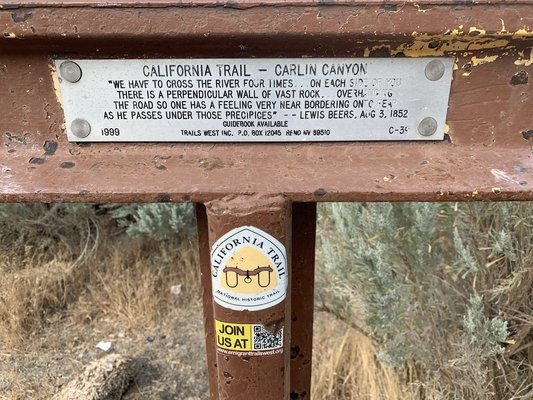 CALIFORNIA TRAIL - CARLIN CANYON
"WE HAVE TO CROSS THE RIVER FOUR TIMES... ON EACH SIDE OF YOU
THERE IS A PERPENDICULAR WALL OF VAST ROCK... OVERHANGING
THE ROAD SO ONE HAS A FEELING VERY NEAR BORDERING ON
AS HE PASSES UNDER THOSE PRECIPICES" -- LEWIS BEERS, AUG 3, 1852
GUIDEBOOK AVAILABLE
1999 TRAILS WEST INC. P.O. BOX 12045 RENO NV 89510 C-39
CALIFORNIA TRAIL
NATIONAL HISTORIC TRAIL
JOIN
US AT
www.emigranttrailswest.org